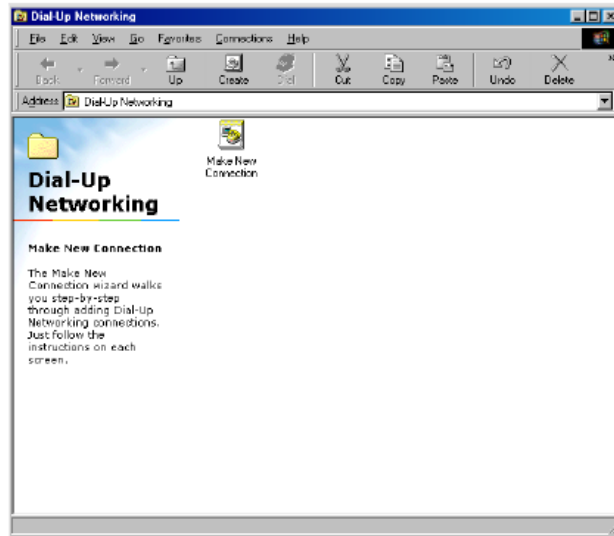 Dial-Up Networking
File Edit View Go Favorites Connections Help
Back Forward Up Create Dial Cut Copy Paste Undo Delete »
Address Dial-Up Networking
Make New
Connection
Dial-Up
Networking
Make New Connection
The Make New
Connection wizard walks
you step-by-step
through adding Dial-Up
Networking connections.
Just follow the
instructions on each
screen.